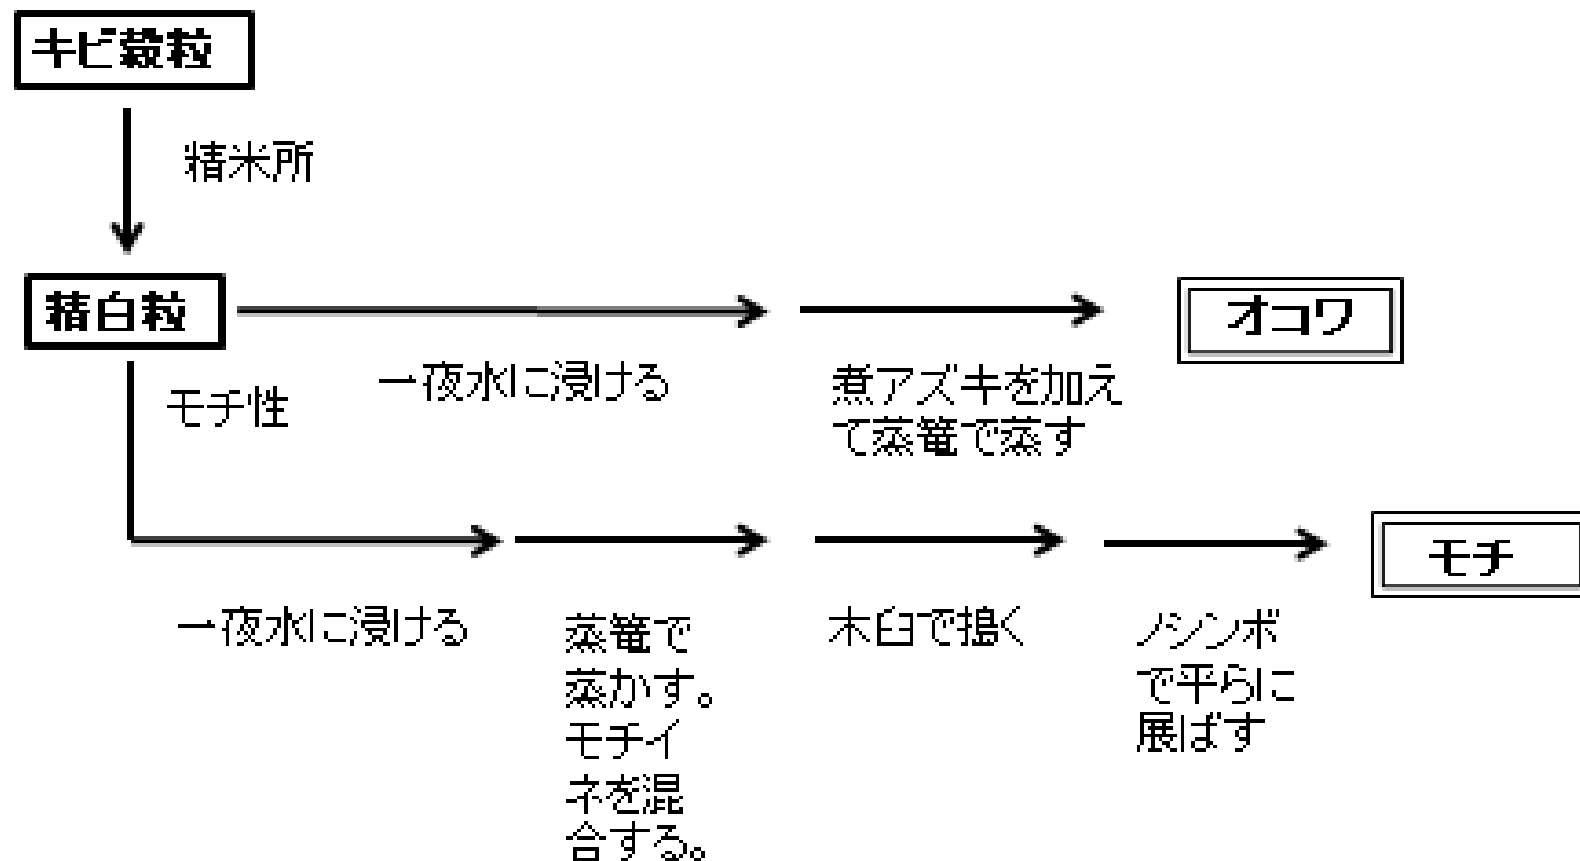 キビ穀粒
精米所
精白粒
オコワ
モチ性
一夜水に浸ける
煮アズキを加え
て蒸篭で蒸す
モチ
一夜水に浸ける
蒸篭で
蒸かす。
モチイ
ネを混
合する。
木臼で搗く
ノシンボ
で平らに
展ばす